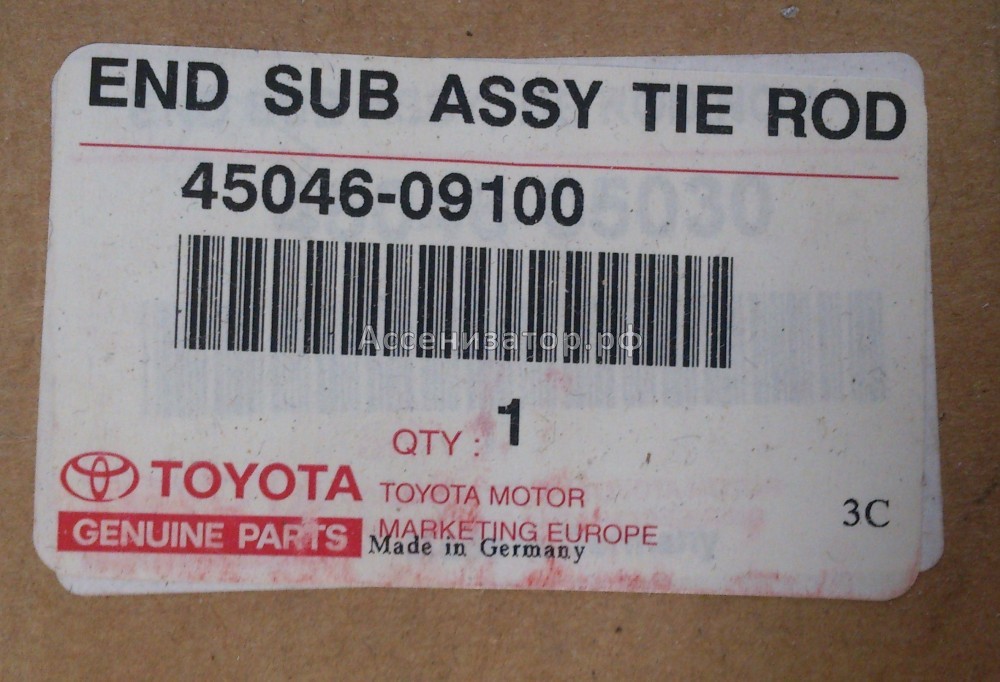 END SUB ASSY TIE ROD
45046-09100
Ассенизатор.рф
QTY : 1
TOYOTA
GENUINE PARTS
TOYOTA MOTOR
MARKETING EUROPE
Made in Germany
3C